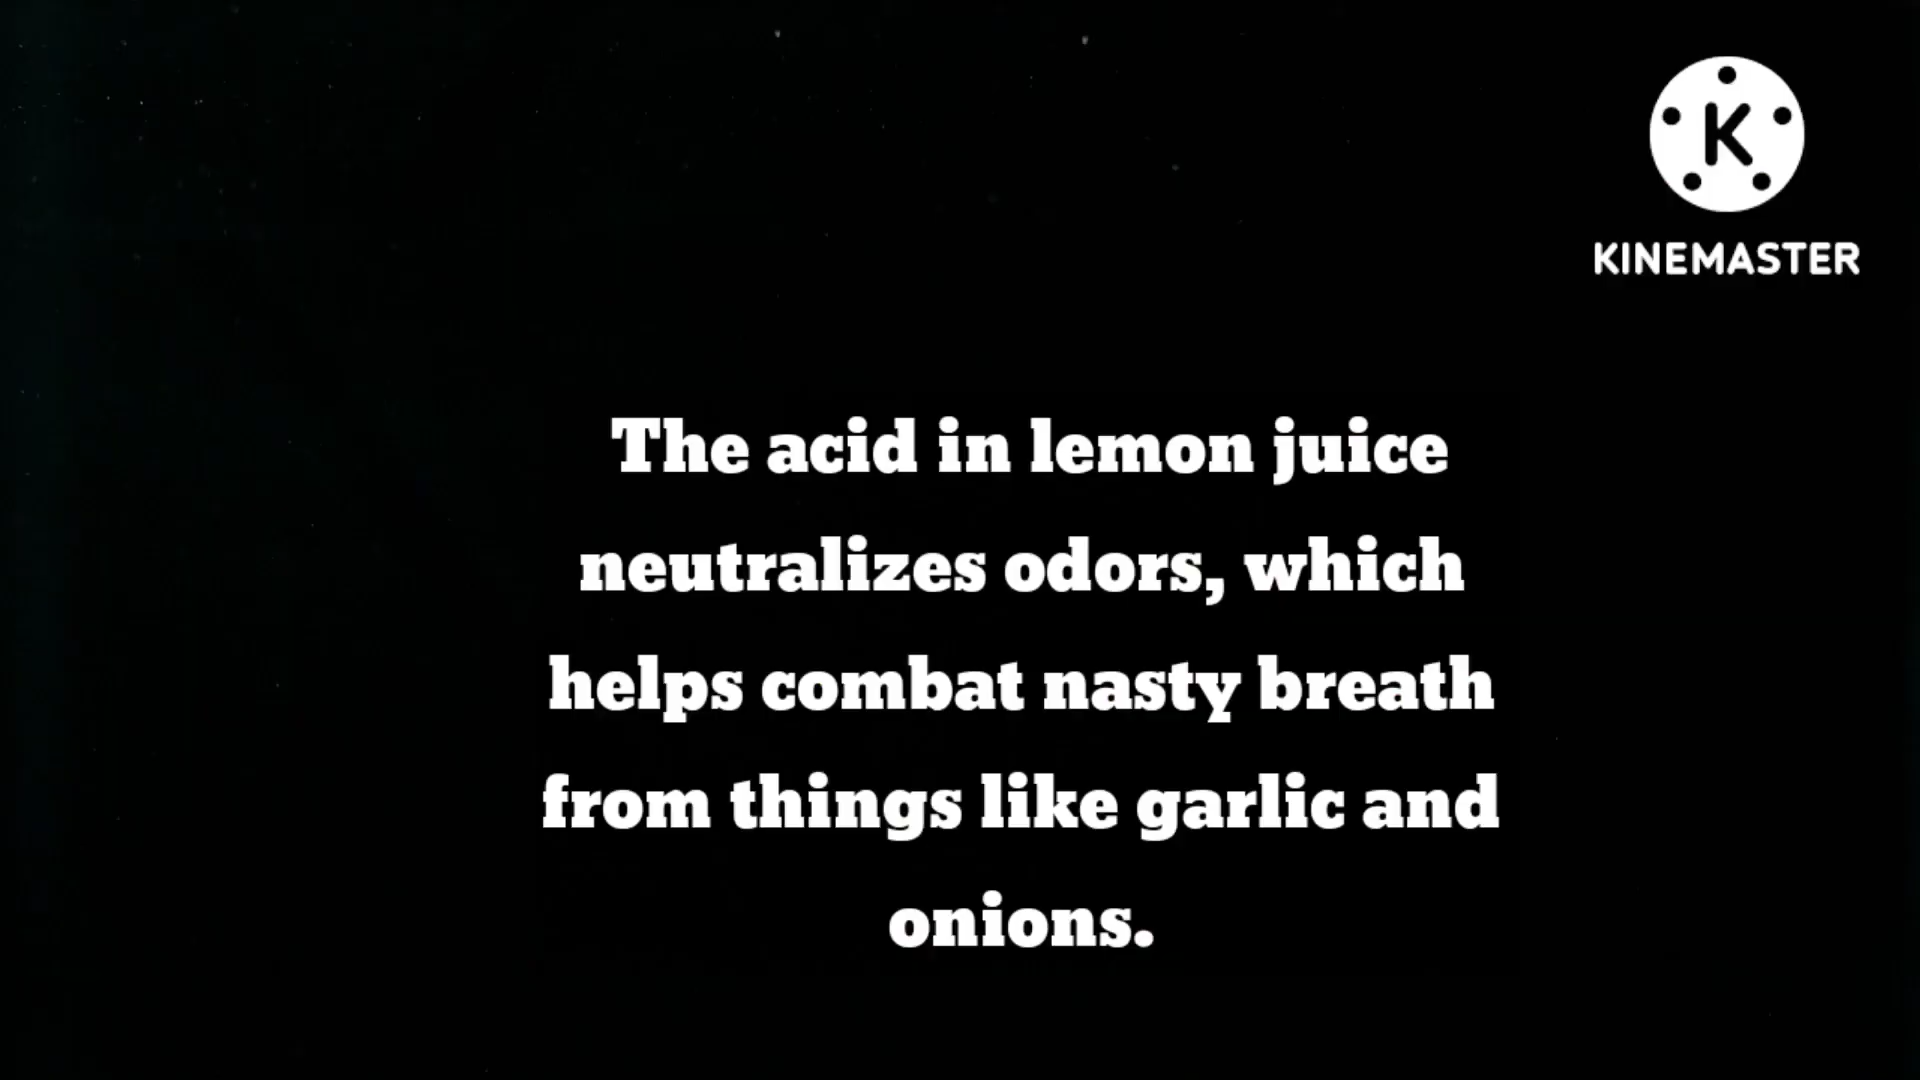 K
KINEMASTER
The acid in lemon juice
neutralizes odors, which
helps combat nasty breath
from things like garlic and
onions.